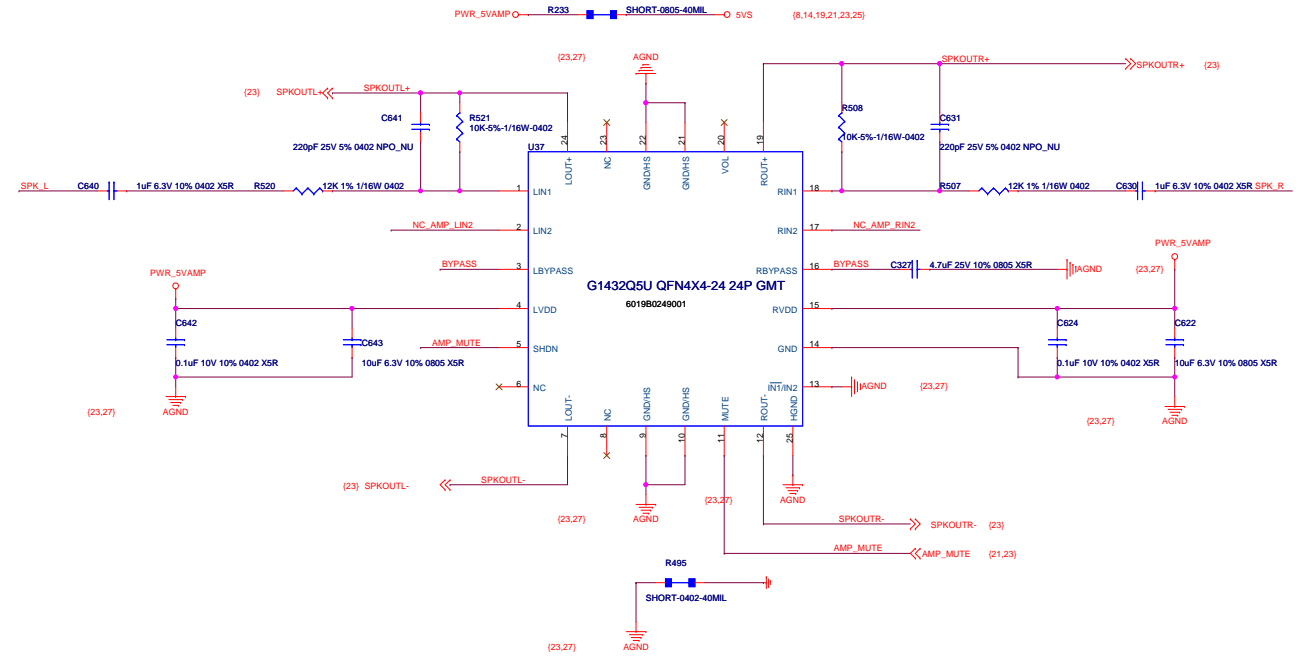 PWR_5VAMP R233 SHORT-0805-40MIL 5VS {8,14,19,21,23,25}
{23,27} AGND SPKOUTR+ SPKOUTR+ {23}
{23} SPKOUTL+ SPKOUTL+
C641 R521 10K-5%-1/16W-0402
220pF 25V 5% 0402 NPO_NU
R508 10K-5%-1/16W-0402 C631
220pF 25V 5% 0402 NPO_NU
24 23 22 21 20 19
U37
LOUT+ NC GND/HS GND/HS VOL ROUT+
SPK_L C640 1uF 6.3V 10% 0402 X5R R520 12K 1% 1/16W 0402 1 LIN1
RIN1 18 R507 12K 1% 1/16W 0402 C630 1uF 6.3V 10% 0402 X5R SPK_R
NC_AMP_LIN2 2 LIN2 RIN2 17 NC_AMP_RIN2
PWR_5VAMP
BYPASS 3 LBYPASS RBYPASS 16 BYPASS C327 4.7uF 25V 10% 0805 X5R AGND {23,27}
PWR_5VAMP
G1432Q5U QFN4X4-24 24P GMT
6019B0249001
4 LVDD RVDD 15
C642 0.1uF 10V 10% 0402 X5R
C643 10uF 6.3V 10% 0805 X5R
C624 0.1uF 10V 10% 0402 X5R
C622 10uF 6.3V 10% 0805 X5R
AMP_MUTE 5 SHDN GND 14
6 NC IN1/IN2 13 AGND {23,27}
{23,27} AGND
{23,27} AGND
LOUT- NC GND/HS GND/HS MUTE ROUT- HGND
7 8 9 10 11 12 25
{23} SPKOUTL- SPKOUTL-
{23,27} AGND {23,27} AGND
SPKOUTR- SPKOUTR- {23}
AMP_MUTE AMP_MUTE {21,23}
R495
SHORT-0402-40MIL
{23,27} AGND